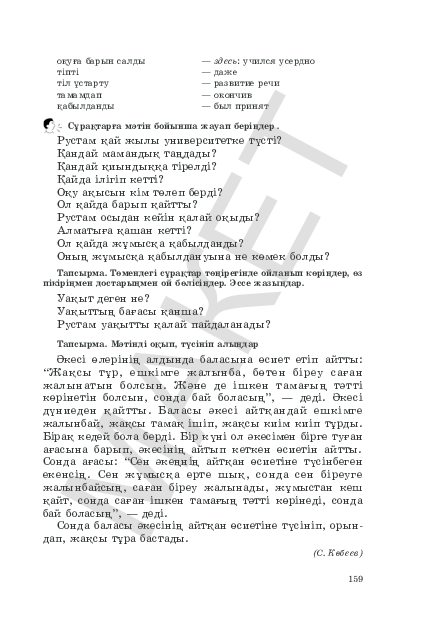 оқуға барын салды — здесь: учился усердно
тіпті — даже
тіл ұстарту — развитие речи
тамамдап — окончив
қабылданды — был принят
Сұрақтарға мәтін бойынша жауап беріңдер.
Рустам қай жылы университетке түсті?
Қандай мамандық таңдады?
Қандай қиындыққа тірелді?
Қайда ілігіп кетті?
Оқу ақысын кім төлеп берді?
Ол қайда барып қайтты?
Рустам осыдан кейін қалай оқыды?
Алматыға қашан кетті?
Ол қайда жұмысқа қабылданды?
Оның жұмысқа қабылдануына не көмек болды?
Тапсырма. Төмендегі сұрақтар төңірегінде ойланып көріңдер, өз
пікіріңмен достарыңмен ой бөлісіңдер. Эссе жазыңдар.
Уақыт деген не?
Уақыттың бағасы қанша?
Рустам уақытты қалай пайдаланады?
Тапсырма. Мәтінді оқып, түсініп алыңдар
Әкесі өлерінің алдында баласына өсиет етіп айтты:
“Жақсы тұр, ешкімге жалынба, бөтен біреу саған
жалынатын болсын. Және де ішкен тамағың тәтті
көрінетін болсын, сонда бай боласың”, — деді. Әкесі
дүниеден қайтты. Баласы әкесі айтқандай ешкімге
жалынбай, жақсы тамақ ішіп, жақсы киім киіп тұрды.
Бірақ кедей бола берді. Бір күні ол әкесімен бірге туған
ағасына барып, әкесінің айтып кеткен өсиетін айтты.
Сонда ағасы: “Сен әкеңнің айтқан өсиетіне түсінбеген
екенсің. Сен жұмысқа ерте шық, сонда сен біреуге
жалынбайсың, саған біреу жалынады, жұмыстан кеш
қайт, сонда саған ішкен тамағың тәтті көрінеді, сонда
бай боласың”, — деді.
Сонда баласы әкесінің айтқан өсиетіне түсініп, орын-
дап, жақсы тұра бастады.
(С. Көбеев)
159
МАКЕТ